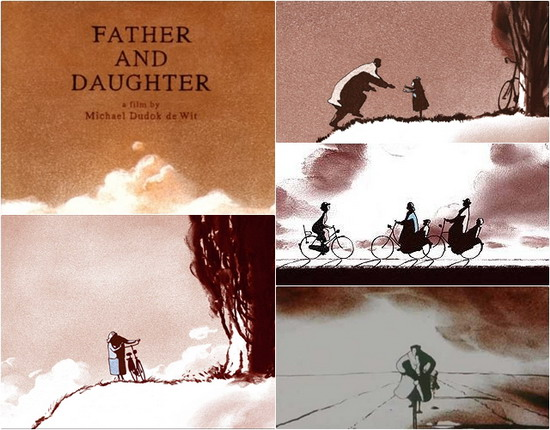 FATHER
AND
DAUGHTER
a film by
Michael Dudok de Wit